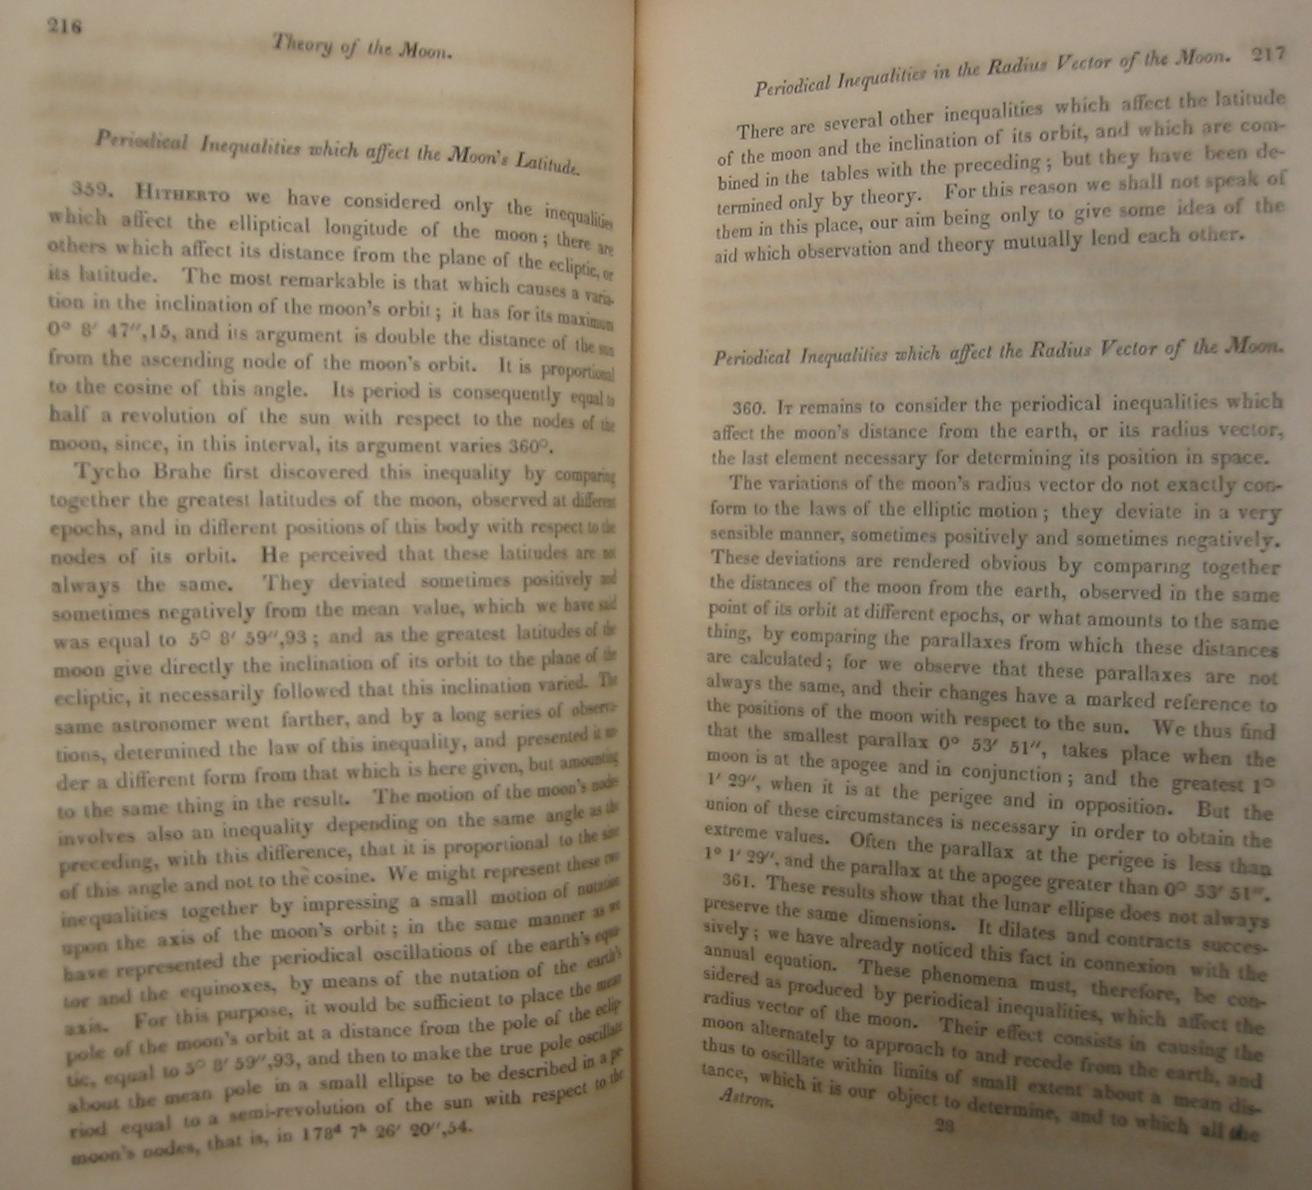 216
Theory of the Moon.
Periodical Inequalities which affect the Moon's Latitude.
359. HITHERTO we have considered only the inequalities
which affect the elliptical longitude of the moon; there are
others which affect its distance from the plane of the ecliptic, or
its latitude. The most remarkable is that which causes a varia-
tion in the inclination of the moon's orbit; it has for its maximum
0° 8′ 47″,15, and its argument is double the distance of the sun
from the ascending node of the moon's orbit. It is proportional
to the cosine of this angle. Its period is consequently equal to
half a revolution of the sun with respect to the nodes of the
moon, since, in this interval, its argument varies 360°.
Tycho Brahe first discovered this inequality by comparing
together the greatest latitudes of the moon, observed at different
epochs, and in different positions of this body with respect to the
nodes of its orbit. He perceived that these latitudes are not
always the same. They deviated sometimes positively and
sometimes negatively from the mean value, which we have said
was equal to 5° 8′ 59″,93; and as the greatest latitudes of the
moon give directly the inclination of its orbit to the plane of the
ecliptic, it necessarily followed that this inclination varied. The
same astronomer went farther, and by a long series of observa-
tions, determined the law of this inequality, and presented it un-
der a different form from that which is here given, but amounting
to the same thing in the result. The motion of the moon's nodes
involves also an inequality depending on the same angle as the
preceding, with this difference, that it is proportional to the sine
of this angle and not to the cosine. We might represent these two
inequalities together by impressing a small motion of nutation
upon the axis of the moon's orbit; in the same manner as we
have represented the periodical oscillations of the earth's equa-
tor and the equinoxes, by means of the nutation of the earth's
axis. For this purpose, it would be sufficient to place the mean
pole of the moon's orbit at a distance from the pole of the eclip-
tic, equal to 5° 8′ 59″,93, and then to make the true pole oscillate
about the mean pole in a small ellipse to be described in a pe-
riod equal to a semi-revolution of the sun with respect to the
moon's nodes, that is, in 178ᵈ 7ʰ 26′ 20″,54.
Periodical Inequalities in the Radius Vector of the Moon. 217
There are several other inequalities which affect the latitude
of the moon and the inclination of its orbit, and which are com-
bined in the tables with the preceding; but they have been de-
termined only by theory. For this reason we shall not speak of
them in this place, our aim being only to give some idea of the
aid which observation and theory mutually lend each other.
Periodical Inequalities which affect the Radius Vector of the Moon.
360. IT remains to consider the periodical inequalities which
affect the moon's distance from the earth, or its radius vector,
the last element necessary for determining its position in space.
The variations of the moon's radius vector do not exactly con-
form to the laws of the elliptic motion; they deviate in a very
sensible manner, sometimes positively and sometimes negatively.
These deviations are rendered obvious by comparing together
the distances of the moon from the earth, observed in the same
point of its orbit at different epochs, or what amounts to the same
thing, by comparing the parallaxes from which these distances
are calculated; for we observe that these parallaxes are not
always the same, and their changes have a marked reference to
the positions of the moon with respect to the sun. We thus find
that the smallest parallax 0° 53′ 51″, takes place when the
moon is at the apogee and in conjunction; and the greatest 1°
1′ 29″, when it is at the perigee and in opposition. But the
union of these circumstances is necessary in order to obtain the
extreme values. Often the parallax at the perigee is less than
1° 1′ 29″, and the parallax at the apogee greater than 0° 53′ 51″.
361. These results show that the lunar ellipse does not always
preserve the same dimensions. It dilates and contracts succes-
sively; we have already noticed this fact in connexion with the
annual equation. These phenomena must, therefore, be con-
sidered as produced by periodical inequalities, which affect the
radius vector of the moon. Their effect consists in causing the
moon alternately to approach to and recede from the earth, and
thus to oscillate within limits of small extent about a mean dis-
tance, which it is our object to determine, and to which all the
Astron.
28